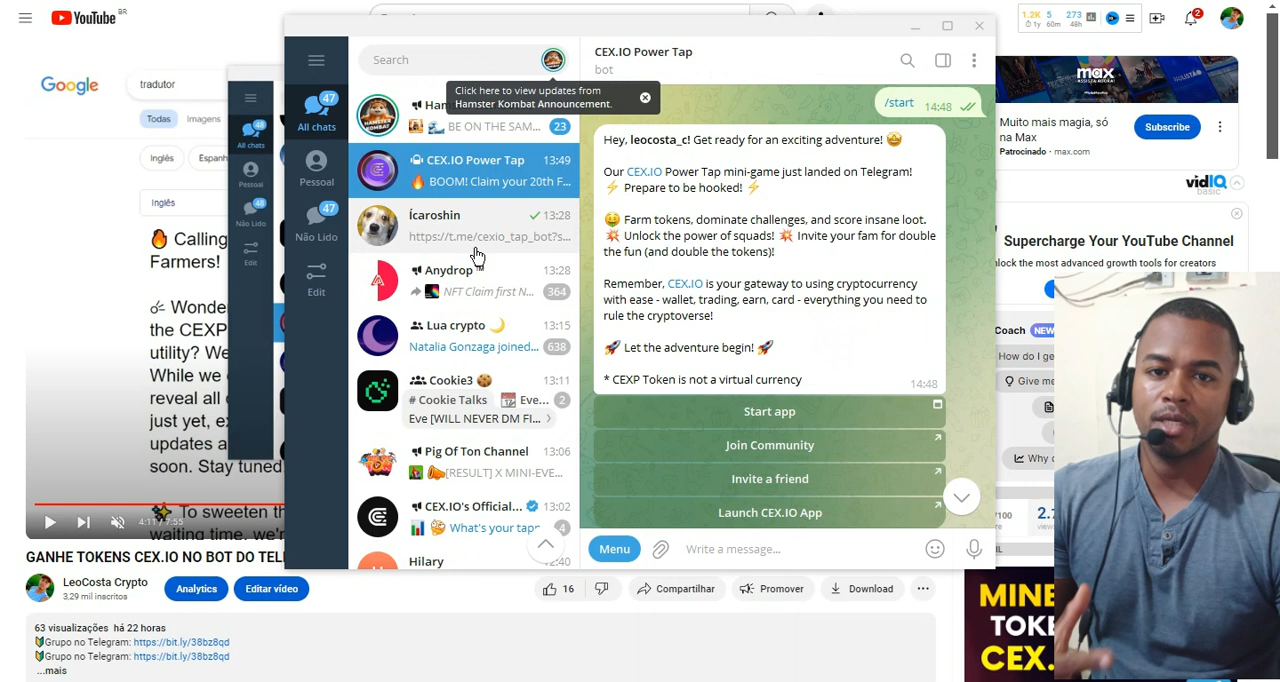 YouTube BR
1.2K 5 273
1y 60m 48h
2
Google
tradutor
Todas Imagens
Inglês Espanh
Inglês
🔥 Calling
Farmers!
Wonde
the CEXP
utility? We
While we
reveal all
just yet, e
updates a
soon. Stay tuned
✨ To sweeten th
waiting time, we're
4:11 / 7:55
48
All chats
Pessoal
48
Não Lido
Edit
47
All chats
Pessoal
47
Não Lido
Edit
Search
Click here to view updates from
Hamster Kombat Announcement.
Ham
BE ON THE SAM... 23
CEX.IO Power Tap 13:49
🔥 BOOM! Claim your 20th F...
Ícaroshin 13:28
https://t.me/cexio_tap_bot?s...
Anydrop 13:28
NFT Claim first N... 364
Lua crypto 🌙 13:15
Natalia Gonzaga joined... 638
Cookie3 🍪 13:11
# Cookie Talks Eve... 2
Eve [WILL NEVER DM FI...
Pig Of Ton Channel 13:06
[RESULT] X MINI-EVE...
CEX.IO's Official... 13:02
What's your tapp 4
Hilary 12:40
CEX.IO Power Tap
bot
/start 14:48
Hey, leocosta_c! Get ready for an exciting adventure! 🤩
Our CEX.IO Power Tap mini-game just landed on Telegram!
⚡ Prepare to be hooked! ⚡
🤑 Farm tokens, dominate challenges, and score insane loot.
💥 Unlock the power of squads! 💥 Invite your fam for double
the fun (and double the tokens)!
Remember, CEX.IO is your gateway to using cryptocurrency
with ease - wallet, trading, earn, card - everything you need to
rule the cryptoverse!
🚀 Let the adventure begin! 🚀
* CEXP Token is not a virtual currency
14:48
Start app
Join Community
Invite a friend
Launch CEX.IO App
Menu
Write a message...
max
Muito mais magia, só
na Max
Patrocinado · max.com
Subscribe
vidIQ
basic
Supercharge Your YouTube Channel
nlock the most advanced growth tools for creators
Coach NEW
How do I ge
Give me
Why d
516
2.7
view
MINE
TOKE
CEX.
GANHE TOKENS CEX.IO NO BOT DO TEL
LeoCosta Crypto
3,29 mil inscritos
Analytics
Editar vídeo
16
Compartilhar
Promover
Download
63 visualizações há 22 horas
🔰Grupo no Telegram: https://bit.ly/38bz8qd
🔰Grupo no Telegram: https://bit.ly/38bz8qd
...mais